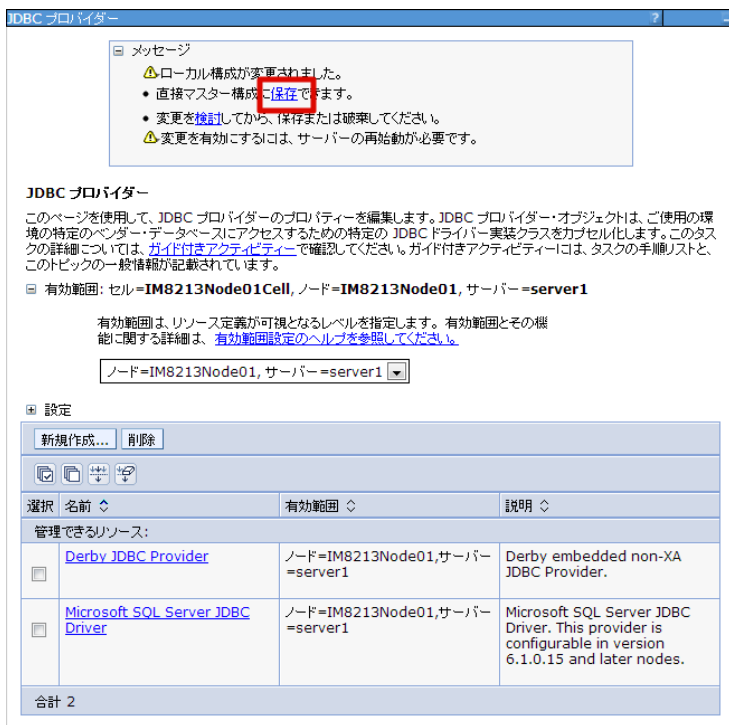 JDBC プロバイダー ?
メッセージ
ローカル構成が変更されました。
• 直接マスター構成に保存できます。
• 変更を検討してから、保存または破棄してください。
変更を有効にするには、サーバーの再始動が必要です。
JDBC プロバイダー
このページを使用して、JDBC プロバイダーのプロパティーを編集します。JDBC プロバイダー・オブジェクトは、ご使用の環
境の特定のベンダー・データベースにアクセスするための特定の JDBC ドライバー実装クラスをカプセル化します。このタス
クの詳細については、ガイド付きアクティビティーで確認してください。ガイド付きアクティビティーには、タスクの手順リストと、
このトピックの一般情報が記載されています。
有効範囲: セル=IM8213Node01Cell, ノード=IM8213Node01, サーバー=server1
有効範囲は、リソース定義が可視となるレベルを指定します。有効範囲とその機
能に関する詳細は、有効範囲設定のヘルプを参照してください。
ノード=IM8213Node01, サーバー=server1
設定
新規作成... 削除
選択 名前 有効範囲 説明
管理できるリソース:
Derby JDBC Provider ノード=IM8213Node01,サーバー Derby embedded non-XA
=server1 JDBC Provider.
Microsoft SQL Server JDBC ノード=IM8213Node01,サーバー Microsoft SQL Server JDBC
Driver =server1 Driver. This provider is
configurable in version
6.1.0.15 and later nodes.
合計 2